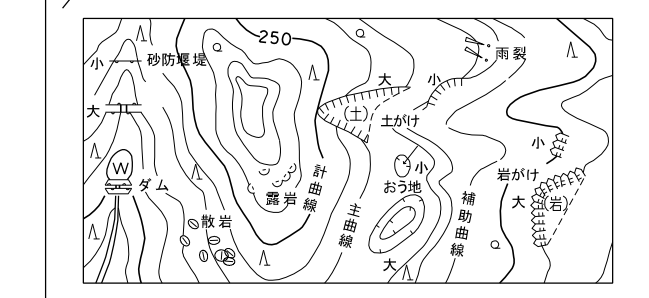 250
小 砂防堰堤
雨裂
大
小
大
(土)
土がけ
小
W
ダム
小
おう地
岩がけ
大
(岩)
露岩
計曲線
主曲線
補助曲線
散岩
大